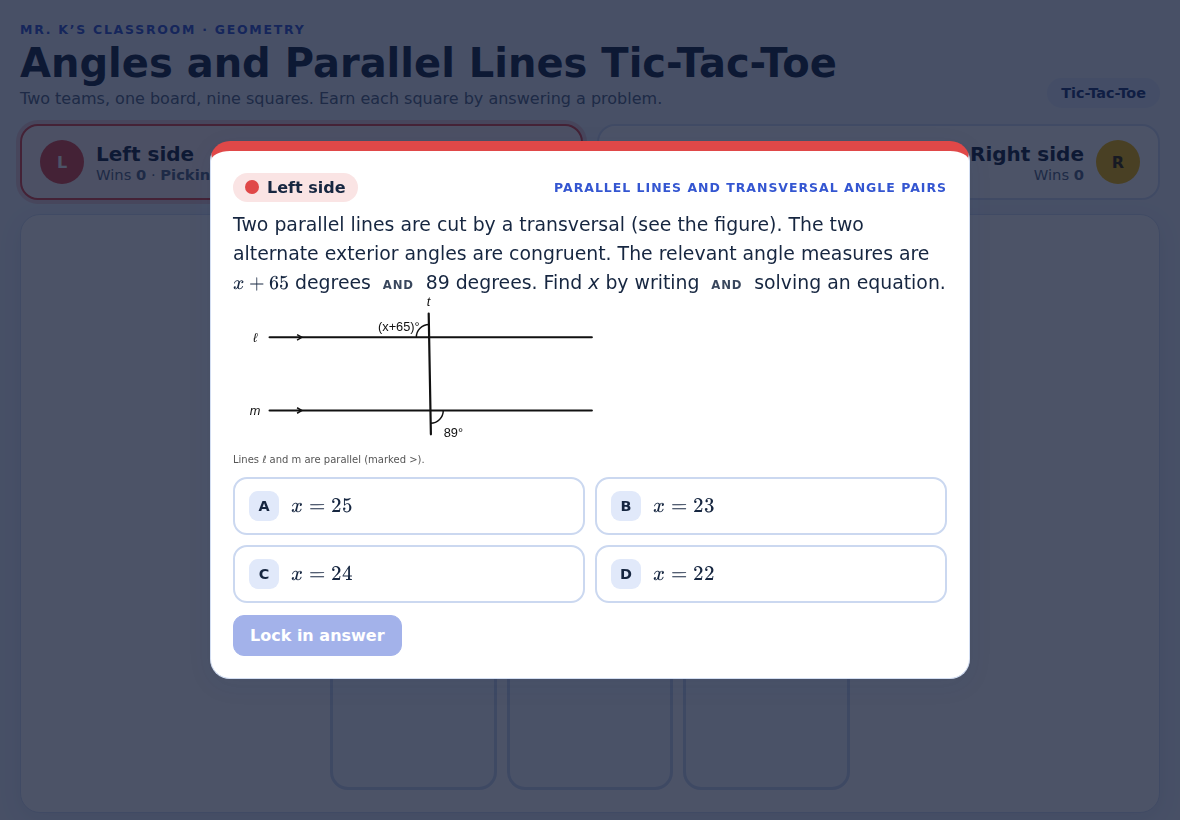 MR. K'S CLASSROOM · GEOMETRY
Angles and Parallel Lines Tic-Tac-Toe
Two teams, one board, nine squares. Earn each square by answering a problem.
Tic-Tac-Toe
L
Left side
Wins 0 · Pickin
Right side
Wins 0
R
Left side
PARALLEL LINES AND TRANSVERSAL ANGLE PAIRS
Two parallel lines are cut by a transversal (see the figure). The two
alternate exterior angles are congruent. The relevant angle measures are
x + 65 degrees AND 89 degrees. Find x by writing AND solving an equation.
t
(x+65)°
ℓ
m
89°
Lines ℓ and m are parallel (marked >).
A x = 25
B x = 23
C x = 24
D x = 22
Lock in answer